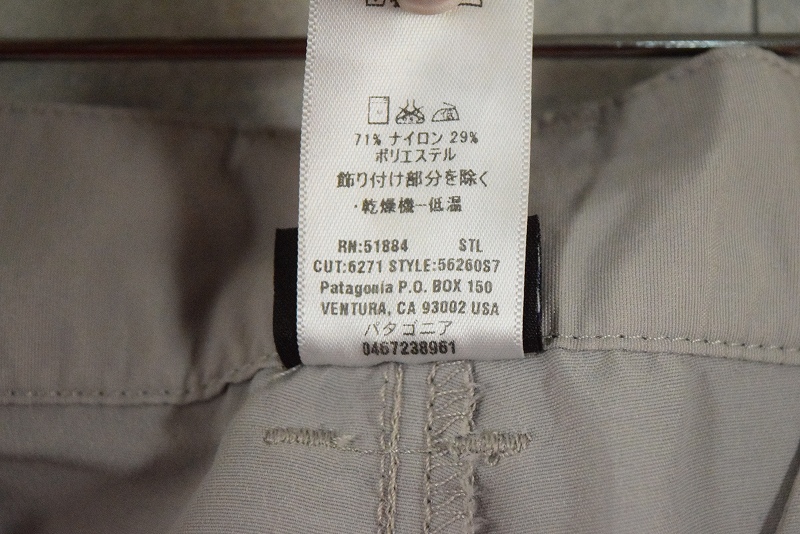 71% ナイロン 29%
ポリエステル
飾り付け部分を除く
・乾燥機ー低温
RN:51884 STL
CUT:6271 STYLE:56260S7
Patagonia P.O. BOX 150
VENTURA, CA 93002 USA
パタゴニア
0467238961